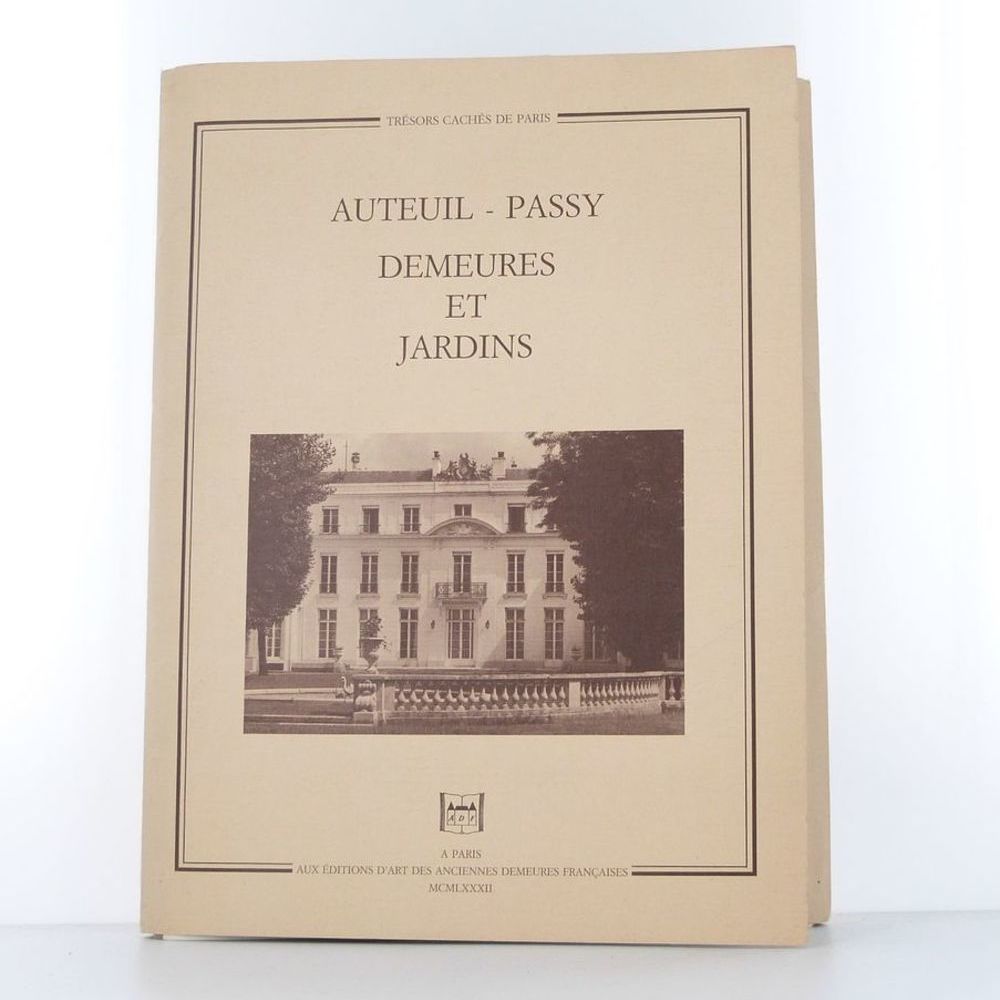 TRÉSORS CACHÉS DE PARIS
AUTEUIL - PASSY
DEMEURES
ET
JARDINS
A D F
A PARIS
AUX ÉDITIONS D'ART DES ANCIENNES DEMEURES FRANÇAISES
MCMLXXXII